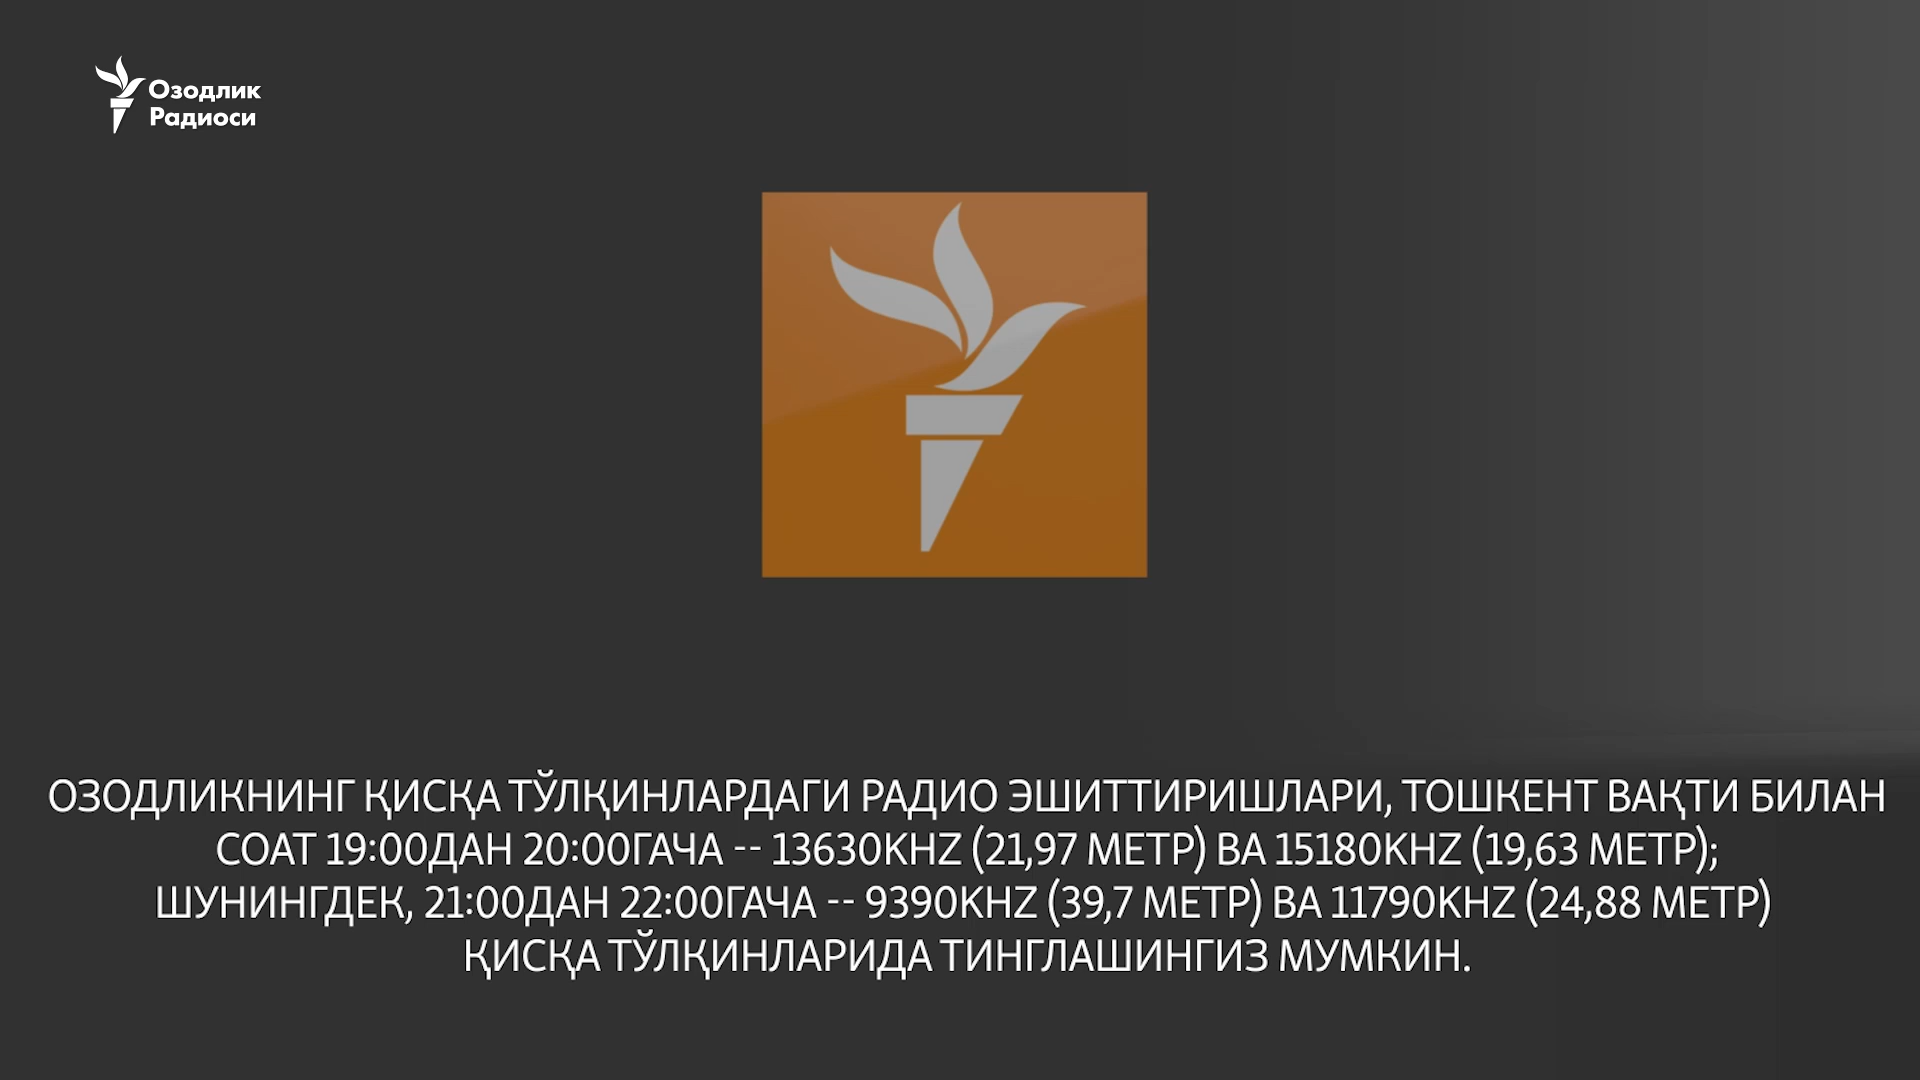 Озодлик
Радиоси
ОЗОДЛИКНИНГ ҚИСҚА ТЎЛҚИНЛАРДАГИ РАДИО ЭШИТТИРИШЛАРИ, ТОШКЕНТ ВАҚТИ БИЛАН
СОАТ 19:00ДАН 20:00ГАЧА -- 13630KHZ (21,97 МЕТР) ВА 15180KHZ (19,63 МЕТР);
ШУНИНГДЕК, 21:00ДАН 22:00ГАЧА -- 9390KHZ (39,7 МЕТР) ВА 11790KHZ (24,88 МЕТР)
ҚИСҚА ТЎЛҚИНЛАРИДА ТИНГЛАШИНГИЗ МУМКИН.